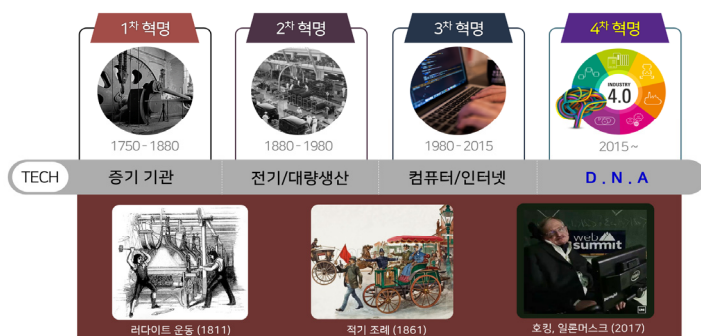 1차 혁명
2차 혁명
3차 혁명
4차 혁명
INDUSTRY
4.0
1750 - 1880
1880 - 1980
1980 - 2015
2015 ~
TECH
증기 기관
전기/대량생산
컴퓨터/인터넷
D . N . A
web
summit
러다이트 운동 (1811)
적기 조례 (1861)
호킹, 일론머스크 (2017)